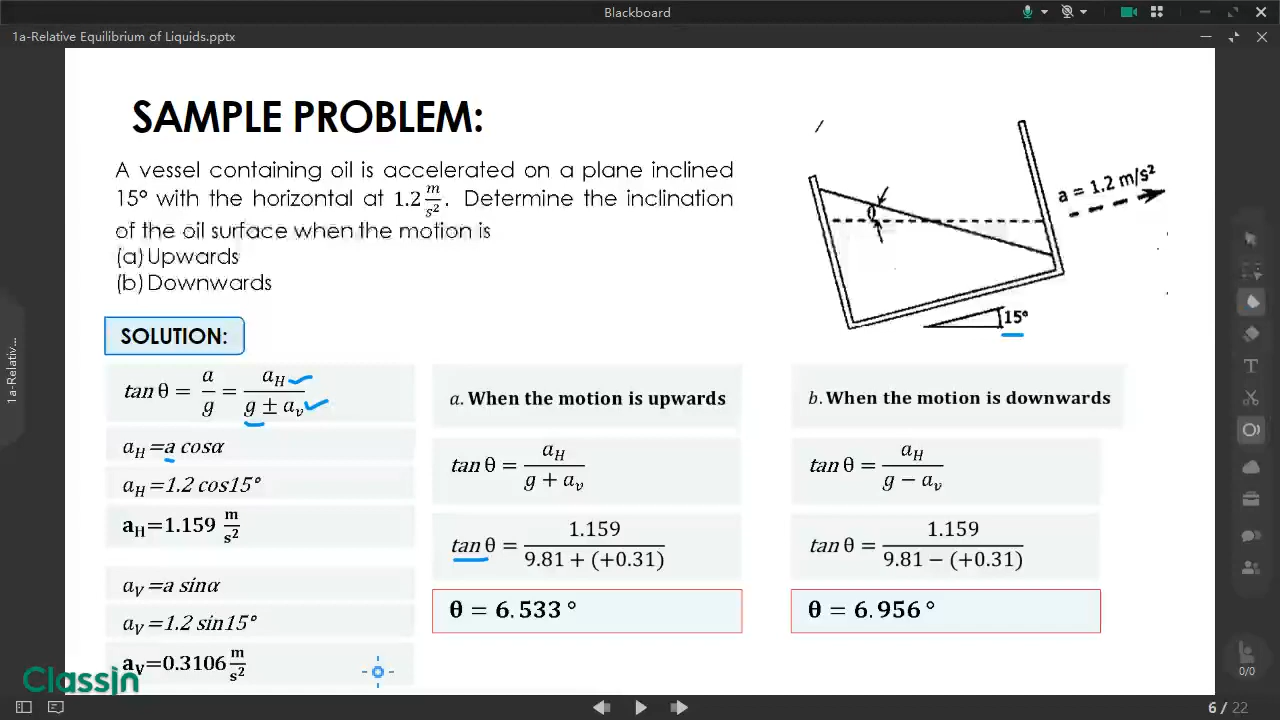 Blackboard
1a-Relative Equilibrium of Liquids.pptx
SAMPLE PROBLEM:
A vessel containing oil is accelerated on a plane inclined
15° with the horizontal at 1.2 m/s². Determine the inclination
of the oil surface when the motion is
(a) Upwards
(b) Downwards
θ
a = 1.2 m/s²
15°
SOLUTION:
tan θ = a/g = a_H/(g ± a_v)
a_H=a cosα
a_H=1.2 cos15°
a_H=1.159 m/s²
a_V=a sinα
a_V=1.2 sin15°
a_V=0.3106 m/s²
a. When the motion is upwards
tan θ = a_H/(g + a_v)
tan θ = 1.159/(9.81 + (+0.31))
θ = 6.533 °
b. When the motion is downwards
tan θ = a_H/(g − a_v)
tan θ = 1.159/(9.81 − (+0.31))
θ = 6.956 °
1a-Relativ...
T
0/0
ClassIn
6 / 22